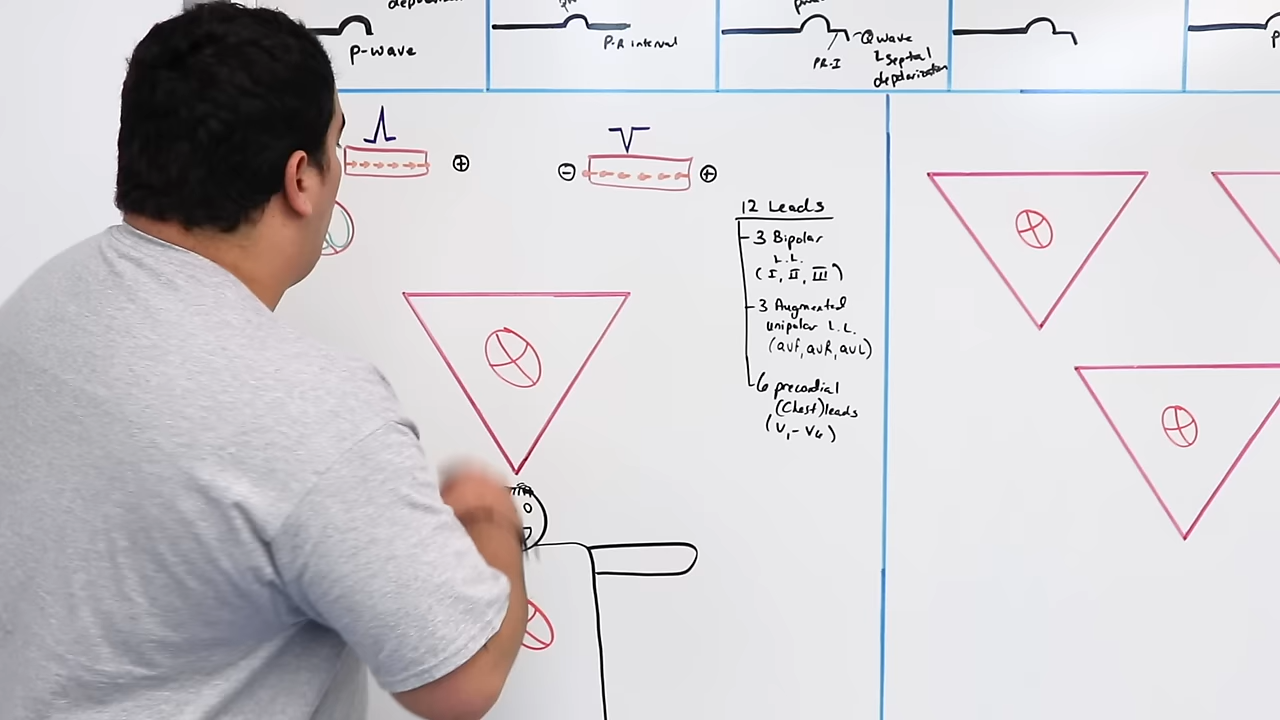 p-wave
P-R interval
PR-I
Q wave
Septal
depolarization
+
-
+
12 Leads
3 Bipolar
L.L.
(I, II, III)
3 Augmented
unipolar L.L.
(aVF, aVR, aVL)
6 precordial
(Chest) leads
(V1 - V6)